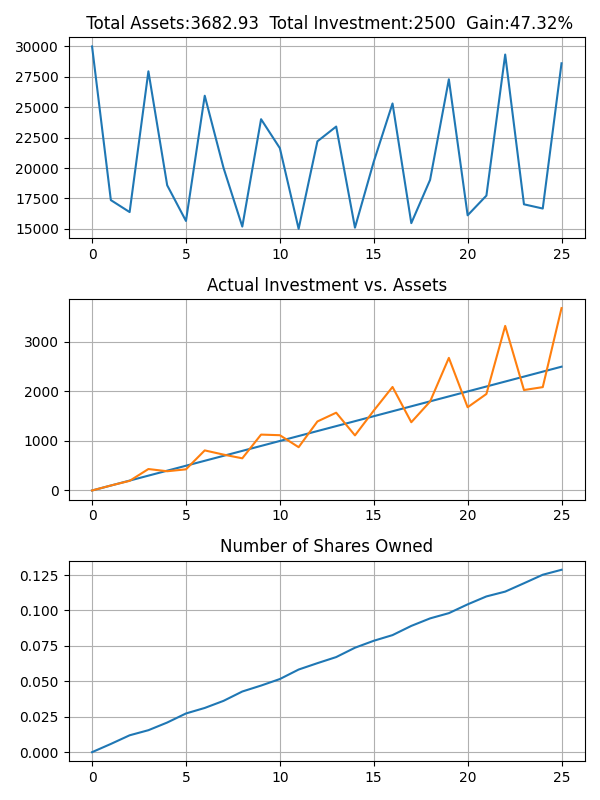 Total Assets:3682.93  Total Investment:2500  Gain:47.32%
30000
27500
25000
22500
20000
17500
15000
0 5 10 15 20 25
Actual Investment vs. Assets
3000
2000
1000
0
0 5 10 15 20 25
Number of Shares Owned
0.125
0.100
0.075
0.050
0.025
0.000
0 5 10 15 20 25